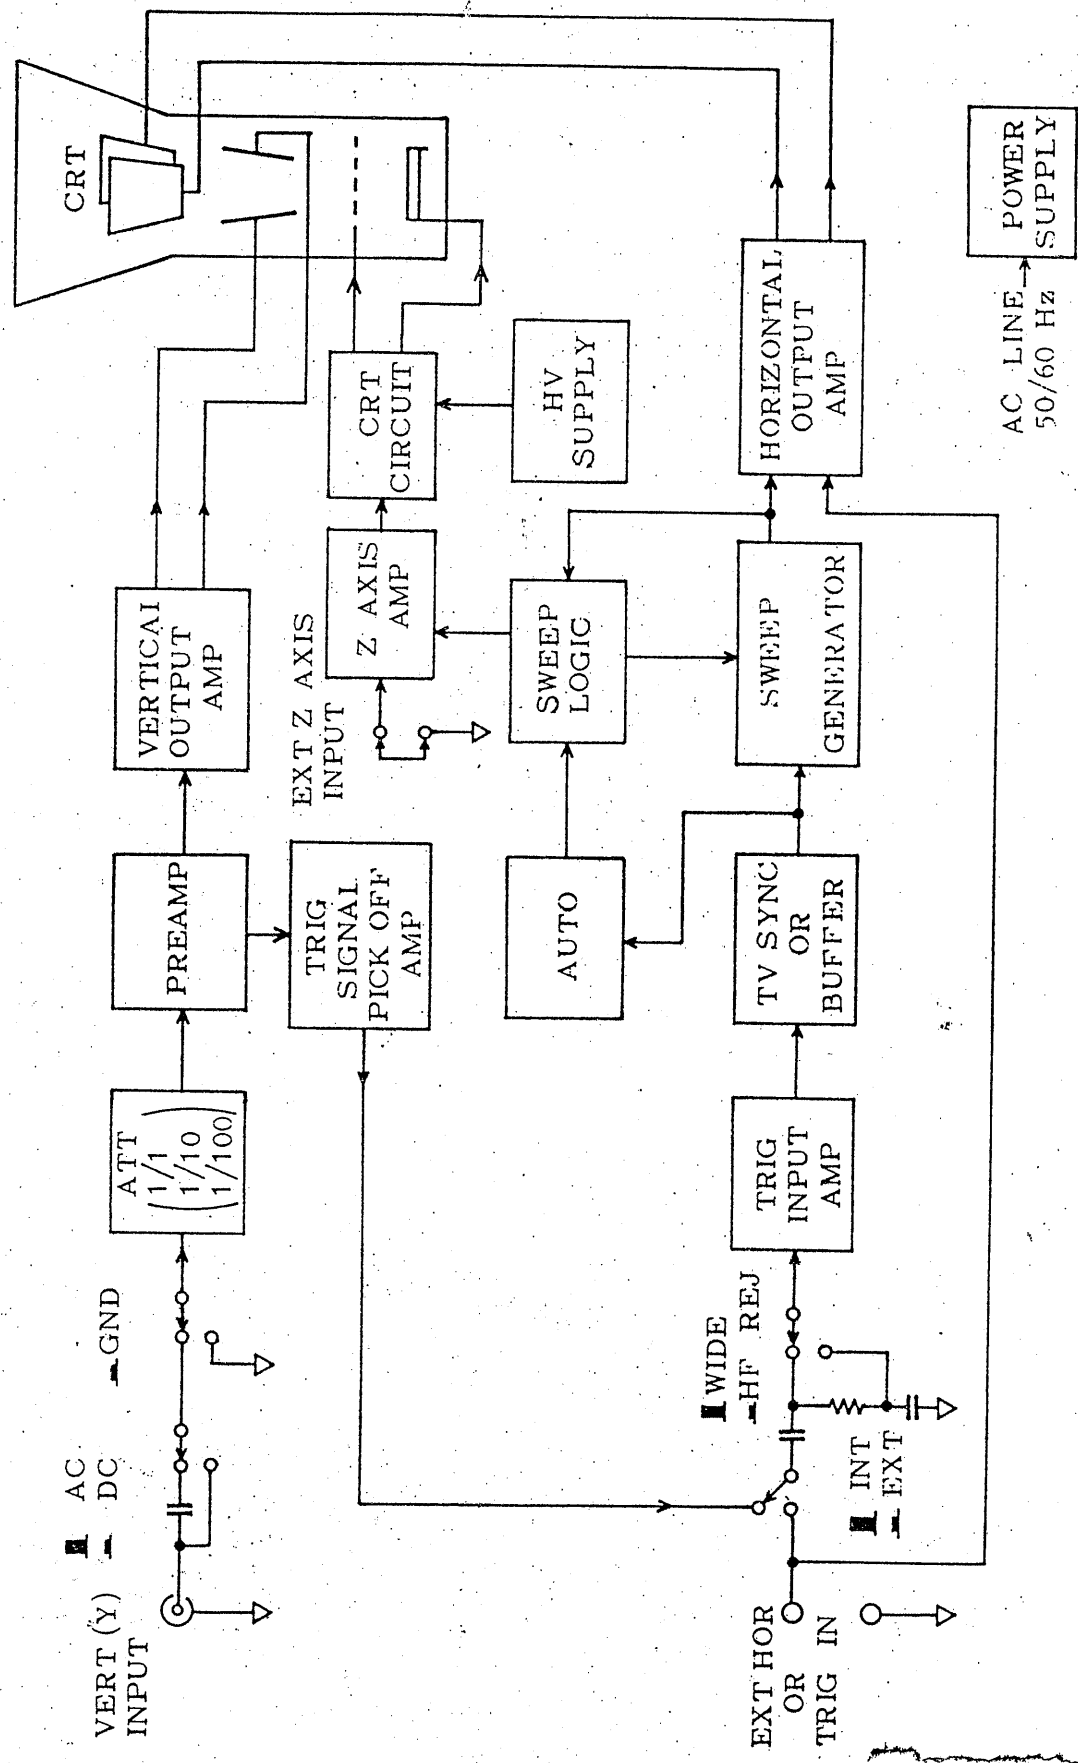 VERT (Y)
INPUT
AC
DC
GND
ATT
1/1
1/10
1/100
PREAMP
VERTICAl
OUTPUT
AMP
CRT
TRIG
SIGNAL
PICK OFF
AMP
EXT Z AXIS
INPUT
Z AXIS
AMP
CRT
CIRCUIT
AUTO
SWEEP
LOGIC
HV
SUPPLY
EXT HOR
OR
TRIG IN
INT
EXT
WIDE
HF REJ
TRIG
INPUT
AMP
TV SYNC
OR
BUFFER
SWEEP
GENERATOR
HORIZONTAL
OUTPUT
AMP
AC LINE
50/60 Hz
POWER
SUPPLY